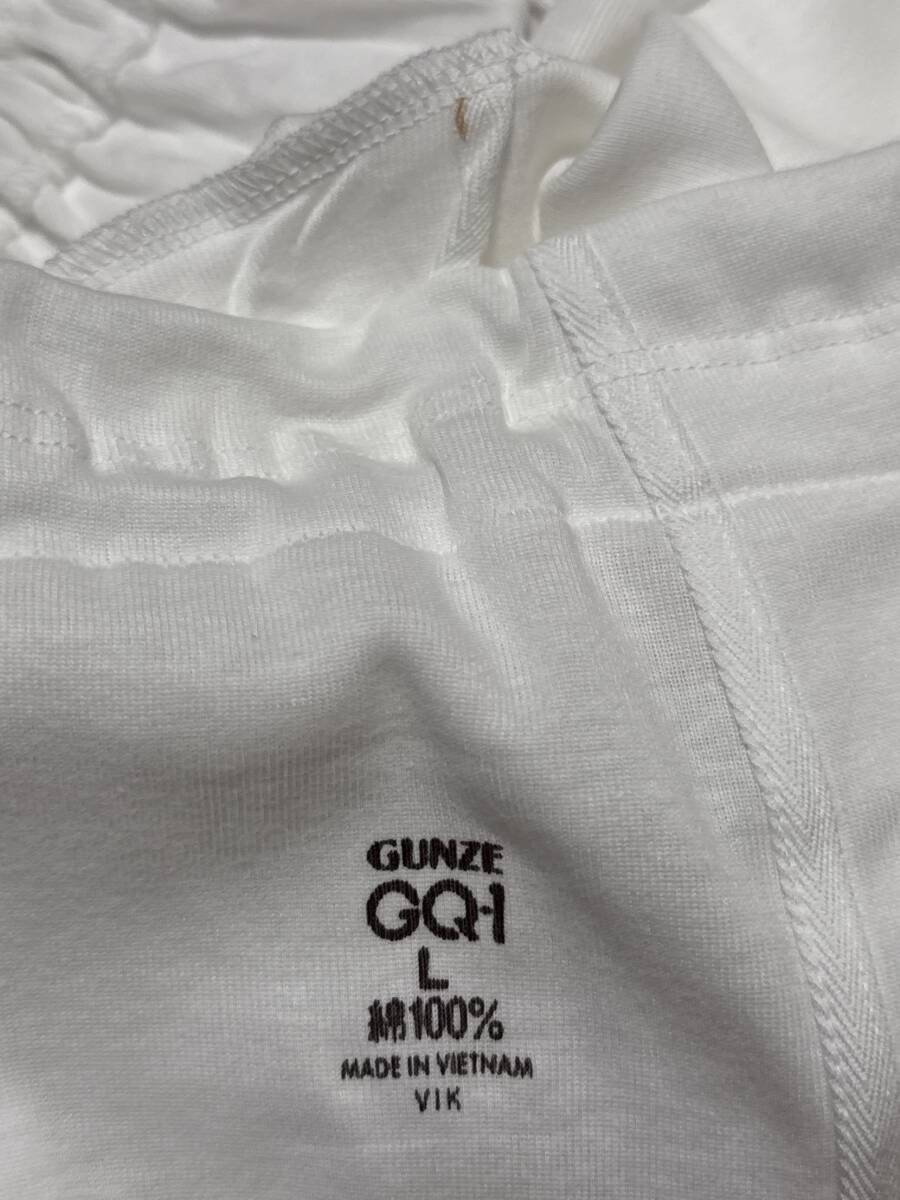 GUNZE
GQ-1
L
綿100%
MADE IN VIETNAM
VIK